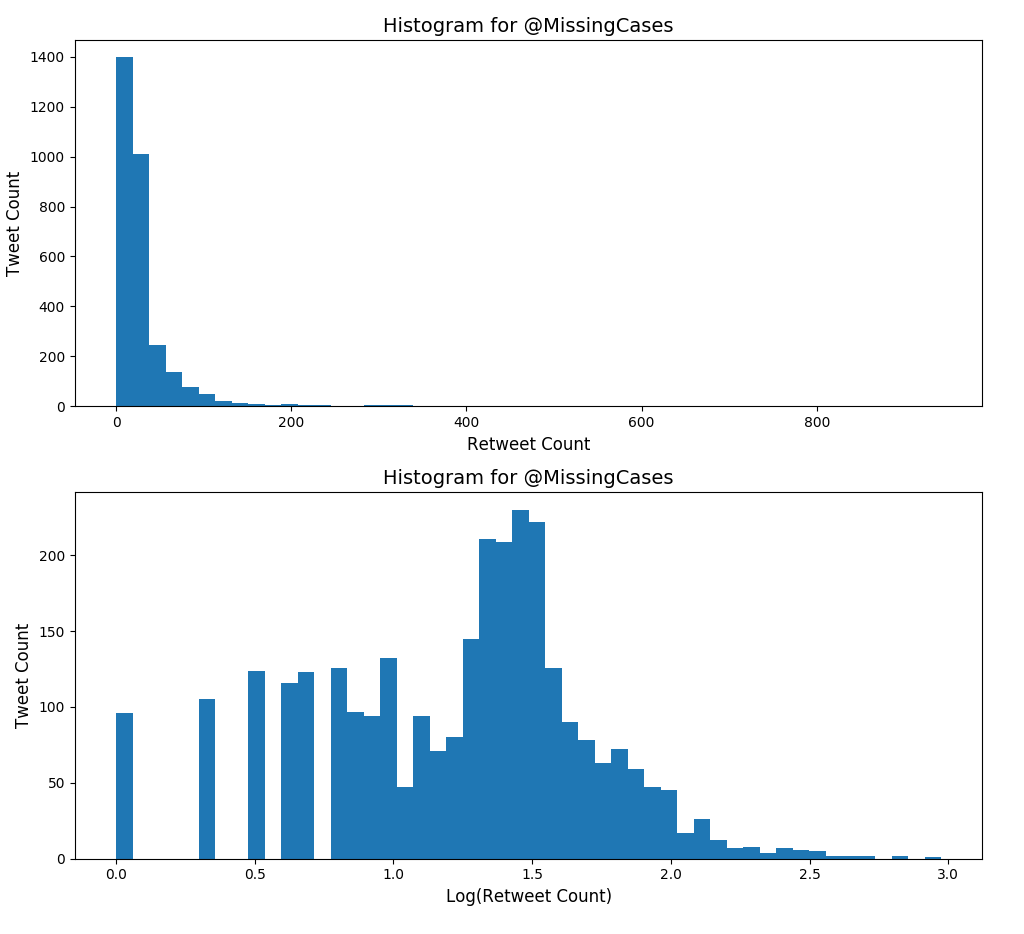 Histogram for @MissingCases
1400
1200
1000
800
600
400
200
0
Tweet Count
0 200 400 600 800
Retweet Count
Histogram for @MissingCases
200
150
100
50
0
Tweet Count
0.0 0.5 1.0 1.5 2.0 2.5 3.0
Log(Retweet Count)